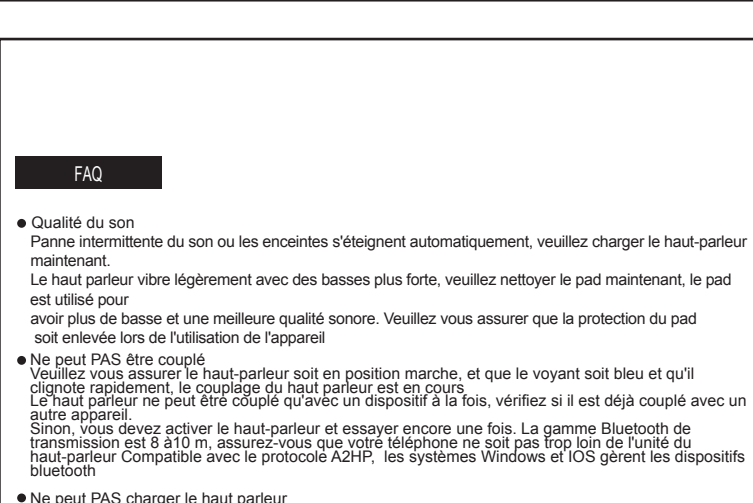 FAQ
● Qualité du son
Panne intermittente du son ou les enceintes s'éteignent automatiquement, veuillez charger le haut-parleur
maintenant.
Le haut parleur vibre légèrement avec des basses plus forte, veuillez nettoyer le pad maintenant, le pad
est utilisé pour
avoir plus de basse et une meilleure qualité sonore. Veuillez vous assurer que la protection du pad
soit enlevée lors de l'utilisation de l'appareil
● Ne peut PAS être couplé
Veuillez vous assurer le haut-parleur soit en position marche, et que le voyant soit bleu et qu'il
clignote rapidement, le couplage du haut parleur est en cours
Le haut parleur ne peut être couplé qu'avec un dispositif à la fois, vérifiez si il est déjà couplé avec un
autre appareil.
Sinon, vous devez activer le haut-parleur et essayer encore une fois. La gamme Bluetooth de
transmission est 8 à10 m, assurez-vous que votre téléphone ne soit pas trop loin de l'unité du
haut-parleur Compatible avec le protocole A2HP, les systèmes Windows et IOS gèrent les dispositifs
bluetooth
● Ne peut PAS charger le haut parleur